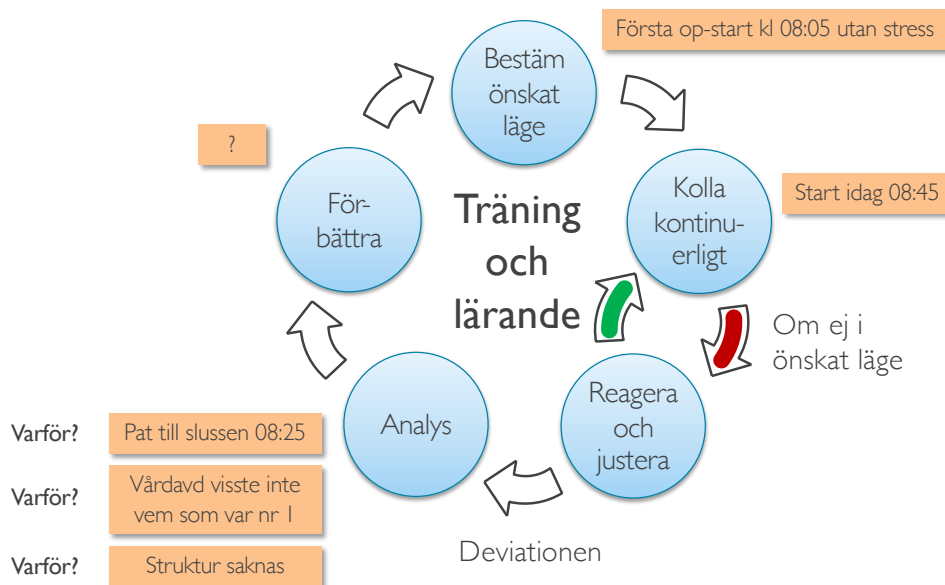 Första op-start kl 08:05 utan stress
Bestäm
önskat
läge
?
För-
bättra
Träning
och
lärande
Kolla
kontinu-
erligt
Start idag 08:45
Om ej i
önskat läge
Reagera
och
justera
Analys
Deviationen
Varför?
Pat till slussen 08:25
Varför?
Vårdavd visste inte
vem som var nr 1
Varför?
Struktur saknas